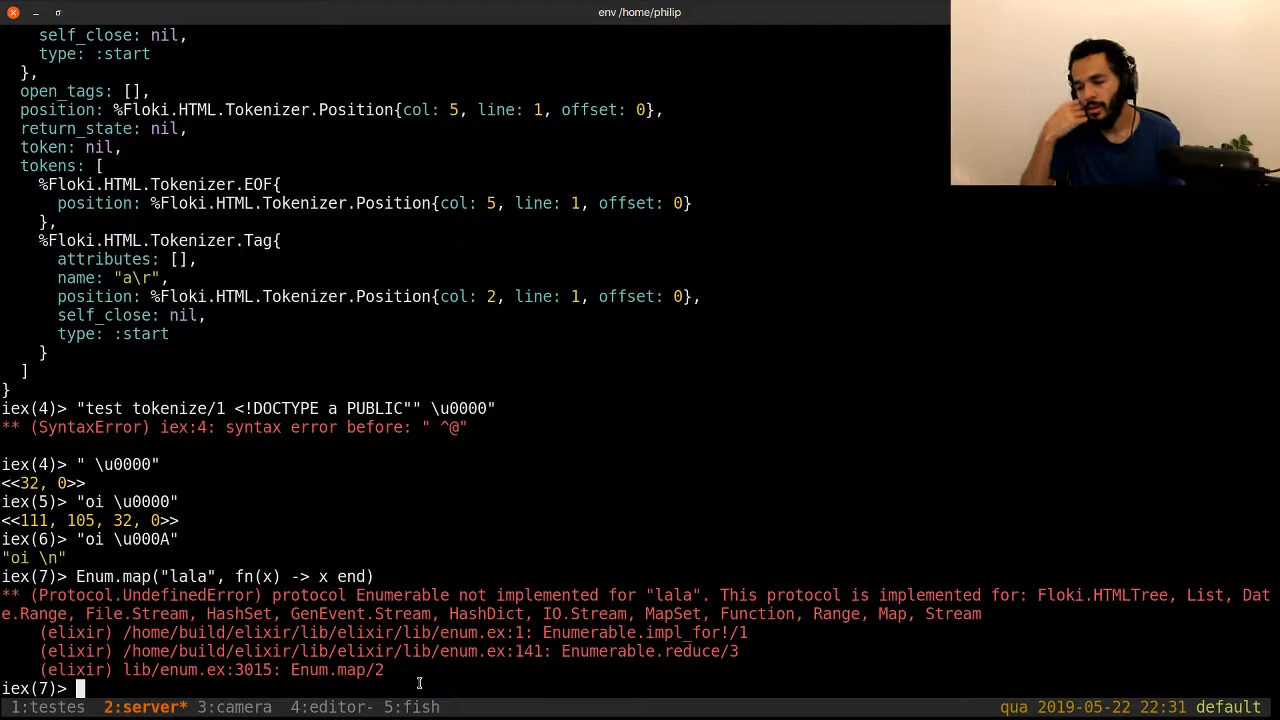 env /home/philip
self_close: nil,
type: :start
},
open_tags: [],
position: %Floki.HTML.Tokenizer.Position{col: 5, line: 1, offset: 0},
return_state: nil,
token: nil,
tokens: [
%Floki.HTML.Tokenizer.EOF{
position: %Floki.HTML.Tokenizer.Position{col: 5, line: 1, offset: 0}
},
%Floki.HTML.Tokenizer.Tag{
attributes: [],
name: "a\r",
position: %Floki.HTML.Tokenizer.Position{col: 2, line: 1, offset: 0},
self_close: nil,
type: :start
}
]
}
iex(4)> "test tokenize/1 <!DOCTYPE a PUBLIC"" \u0000"
** (SyntaxError) iex:4: syntax error before: " ^@"
iex(4)> " \u0000"
<<32, 0>>
iex(5)> "oi \u0000"
<<111, 105, 32, 0>>
iex(6)> "oi \u000A"
"oi \n"
iex(7)> Enum.map("lala", fn(x) -> x end)
** (Protocol.UndefinedError) protocol Enumerable not implemented for "lala". This protocol is implemented for: Floki.HTMLTree, List, Dat
e.Range, File.Stream, HashSet, GenEvent.Stream, HashDict, IO.Stream, MapSet, Function, Range, Map, Stream
(elixir) /home/build/elixir/lib/elixir/lib/enum.ex:1: Enumerable.impl_for!/1
(elixir) /home/build/elixir/lib/elixir/lib/enum.ex:141: Enumerable.reduce/3
(elixir) lib/enum.ex:3015: Enum.map/2
iex(7)>
1:testes 2:server* 3:camera 4:editor- 5:fish qua 2019-05-22 22:31 default